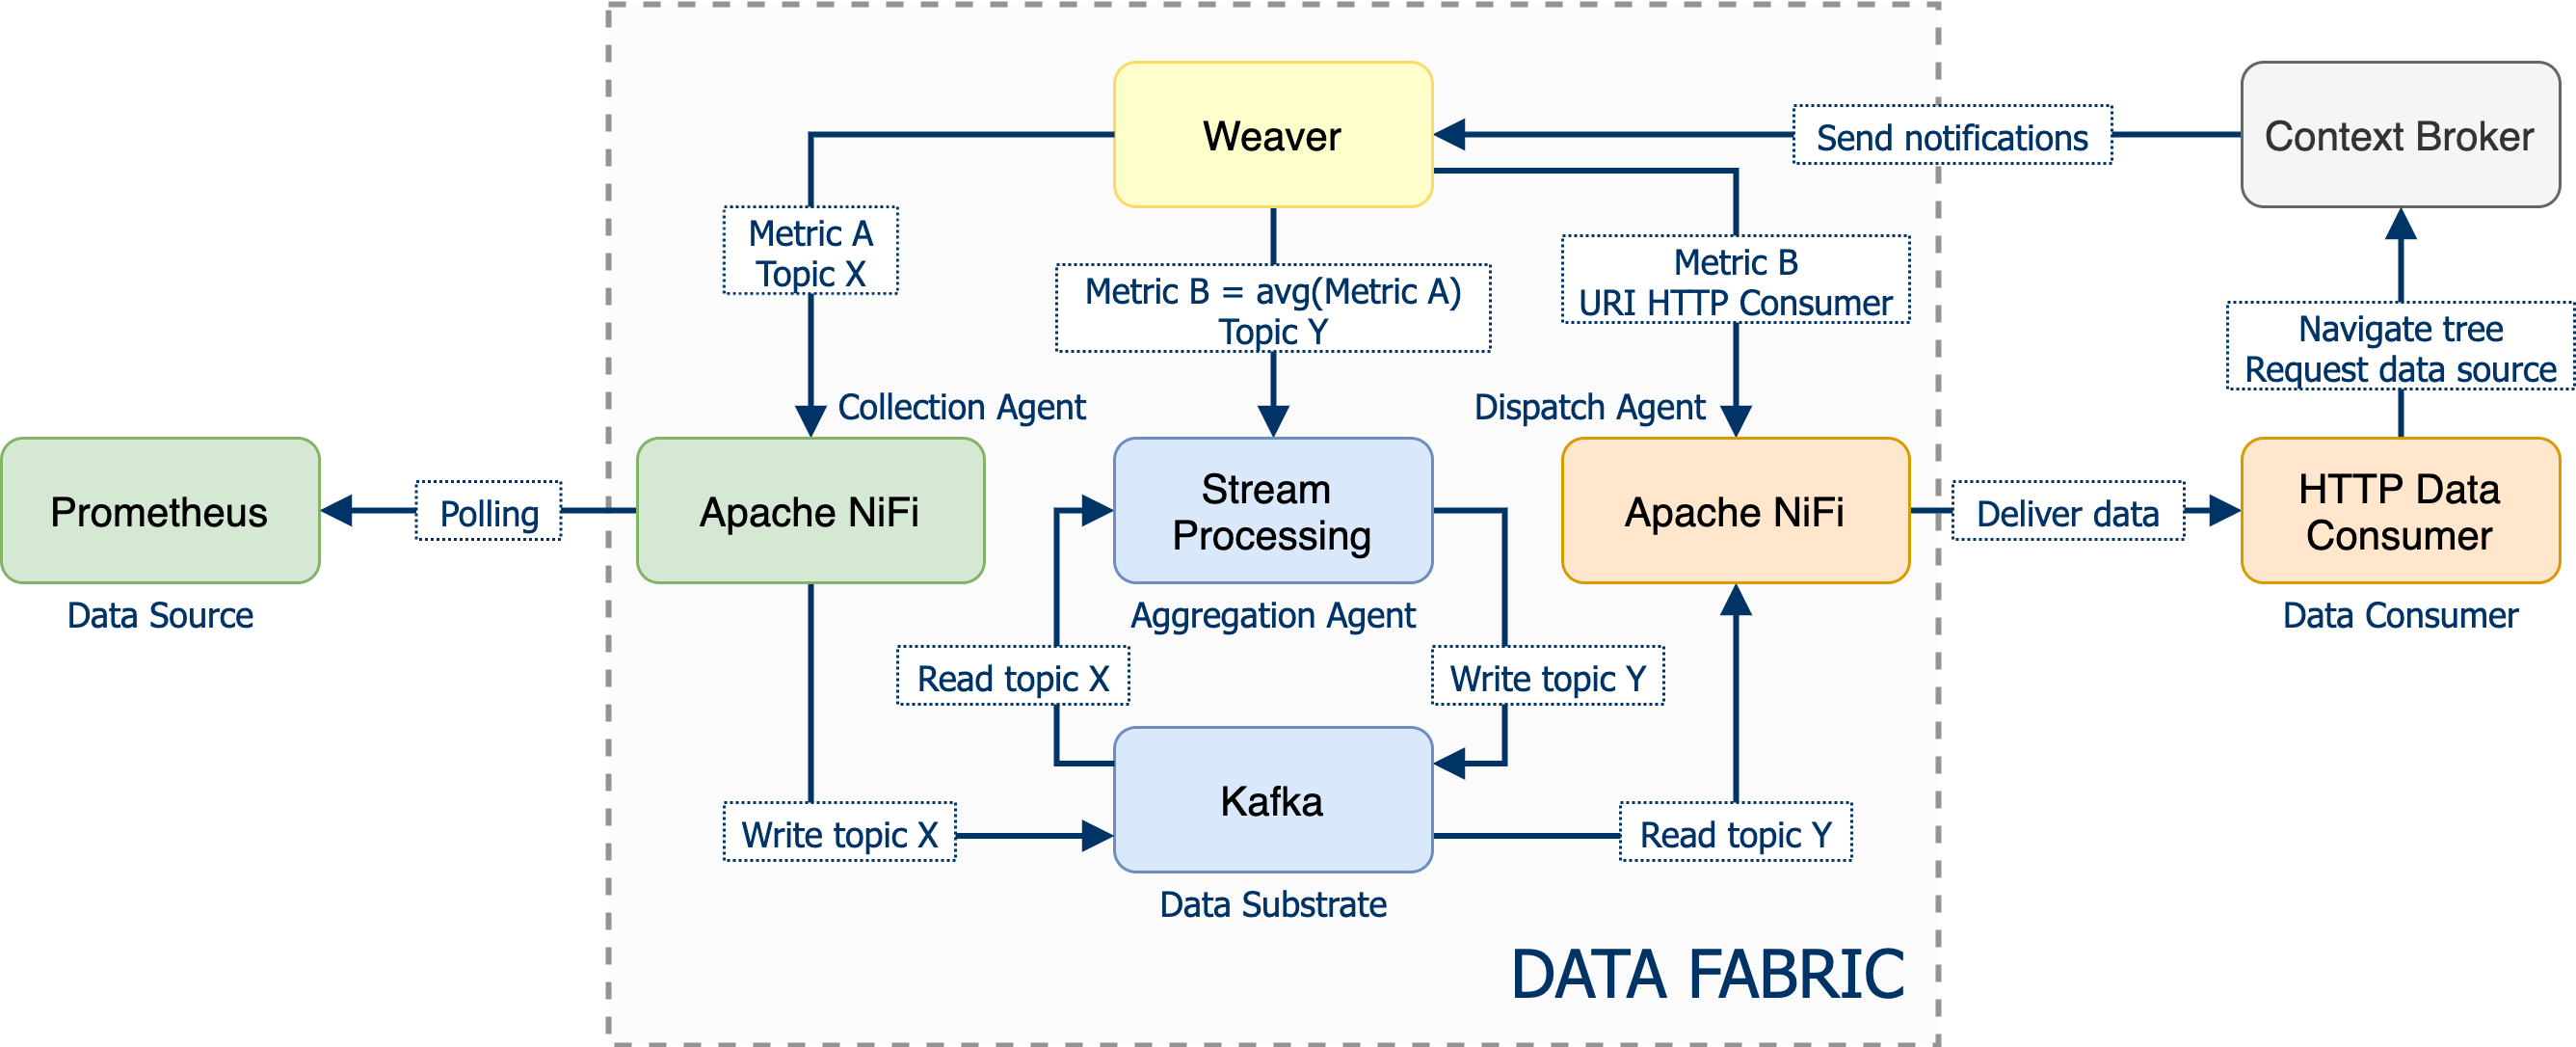 Weaver
Send notifications
Context Broker
Metric A
Topic X
Metric B = avg(Metric A)
Topic Y
Metric B
URI HTTP Consumer
Navigate tree
Request data source
Collection Agent
Dispatch Agent
Prometheus
Polling
Apache NiFi
Stream
Processing
Apache NiFi
Deliver data
HTTP Data
Consumer
Data Source
Aggregation Agent
Data Consumer
Read topic X
Write topic Y
Kafka
Write topic X
Read topic Y
Data Substrate
DATA FABRIC